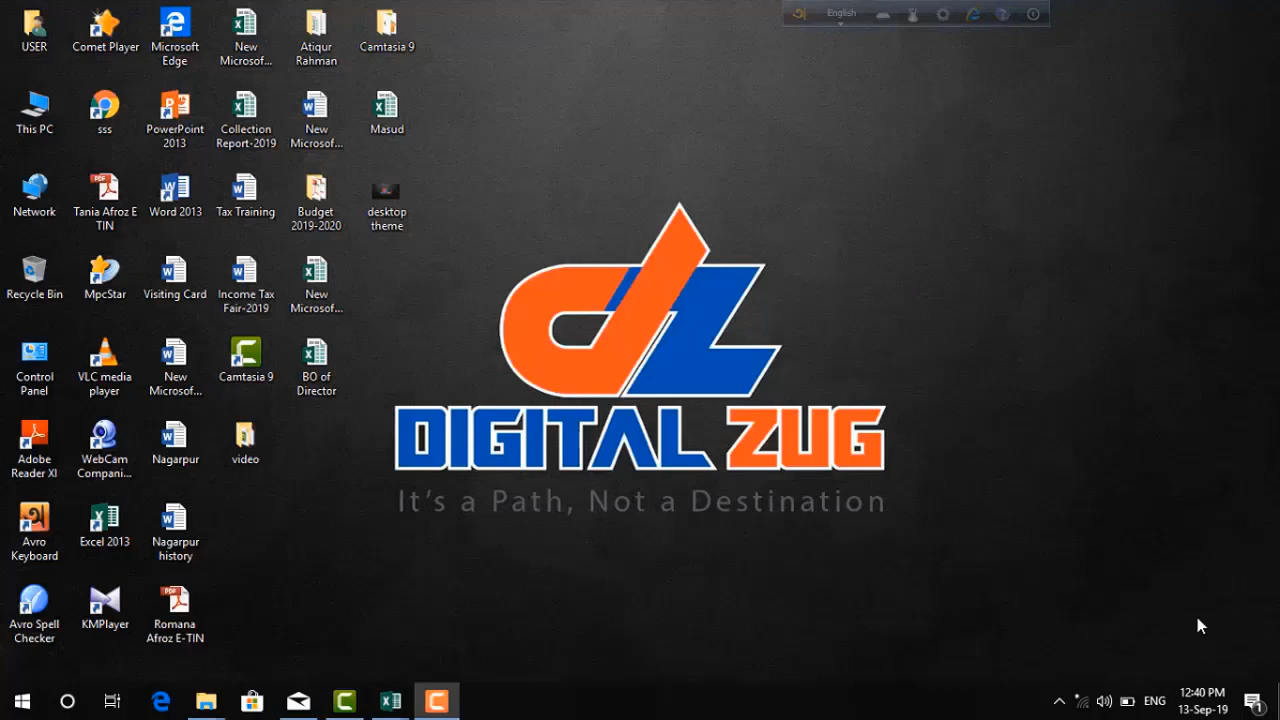 English
USER
Comet Player
Microsoft
Edge
New
Microsof...
Atiqur
Rahman
Camtasia 9
This PC
sss
PowerPoint
2013
Collection
Report-2019
New
Microsof...
Masud
Network
Tania Afroz E
TIN
Word 2013
Tax Training
Budget
2019-2020
desktop
theme
Recycle Bin
MpcStar
Visiting Card
Income Tax
Fair-2019
New
Microsof...
Control
Panel
VLC media
player
New
Microsof...
Camtasia 9
BO of
Director
Adobe
Reader XI
WebCam
Compani...
Nagarpur
video
Avro
Keyboard
Excel 2013
Nagarpur
history
Avro Spell
Checker
KMPlayer
Romana
Afroz E-TIN
DIGITAL ZUG
It's a Path, Not a Destination
ENG
12:40 PM
13-Sep-19
1